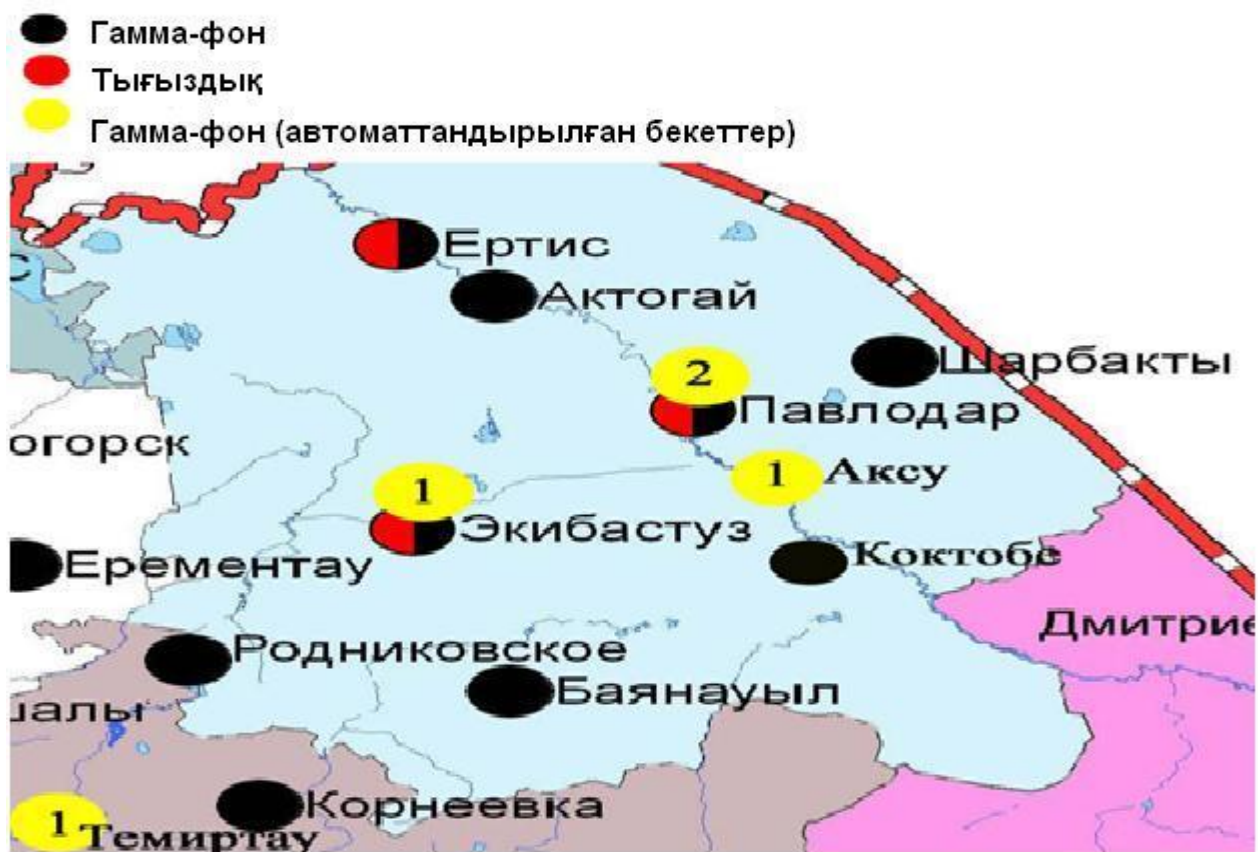 Гамма-фон
Тығыздық
Гамма-фон (автоматтандырылған бекеттер)
с
Ертис
Актогай
Шарбакты
2
Павлодар
огорск
1
1
Аксу
Экибастуз
Коктобе
Ерементау
Дмитрие
Родниковское
Баянауыл
шалы
Корнеевка
1
Темиртау